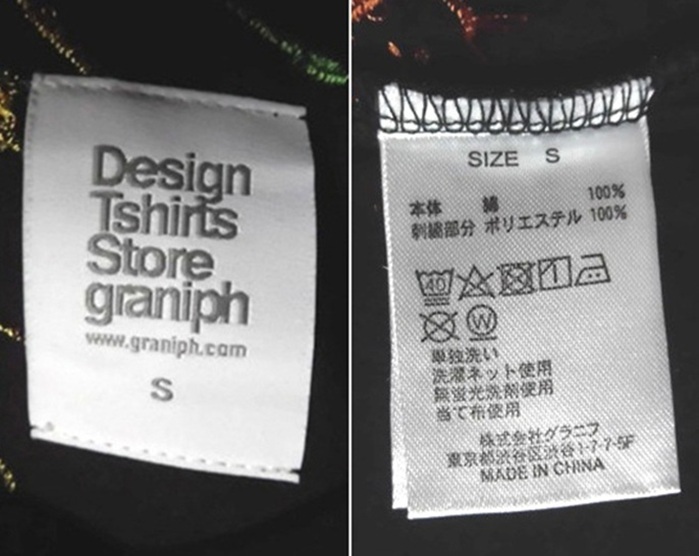 Design
Tshirts
Store
graniph
www.graniph.com
S
SIZE S
本体 綿 100%
刺繍部分 ポリエステル 100%
40
W
単独洗い
洗濯ネット使用
無蛍光洗剤使用
当て布使用
株式会社グラニフ
東京都渋谷区渋谷1-7-7-5F
MADE IN CHINA